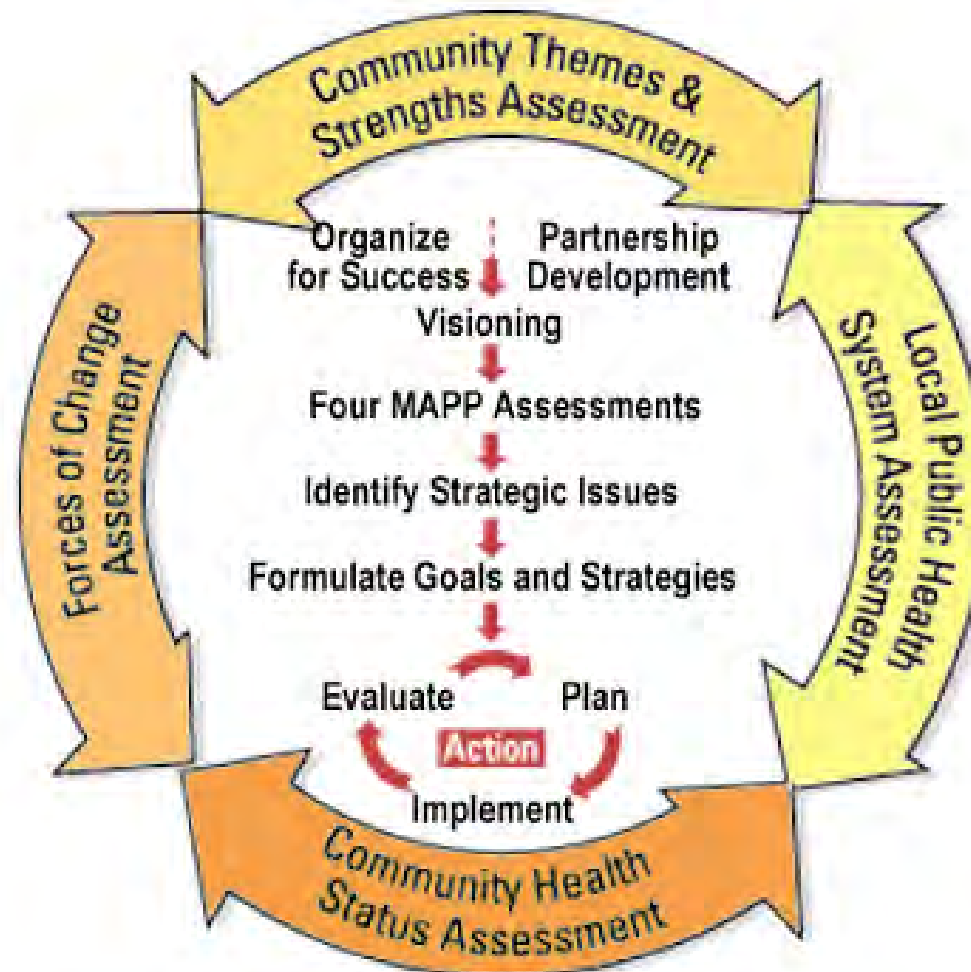 Community Themes &
Strengths Assessment
Organize
for Success
Partnership
Development
Visioning
Four MAPP Assessments
Identify Strategic Issues
Formulate Goals and Strategies
Evaluate
Plan
Action
Implement
Forces of Change
Assessment
Local Public Health
System Assessment
Community Health
Status Assessment